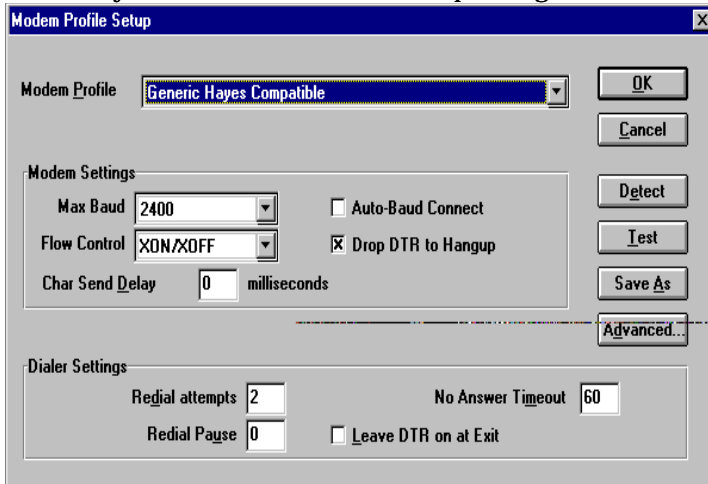 Modem Profile Setup
Modem Profile Generic Hayes Compatible OK
Cancel
Modem Settings
Max Baud 2400 Auto-Baud Connect Detect
Flow Control XON/XOFF Drop DTR to Hangup Test
Char Send Delay 0 milliseconds Save As
Advanced...
Dialer Settings
Redial attempts 2 No Answer Timeout 60
Redial Pause 0 Leave DTR on at Exit